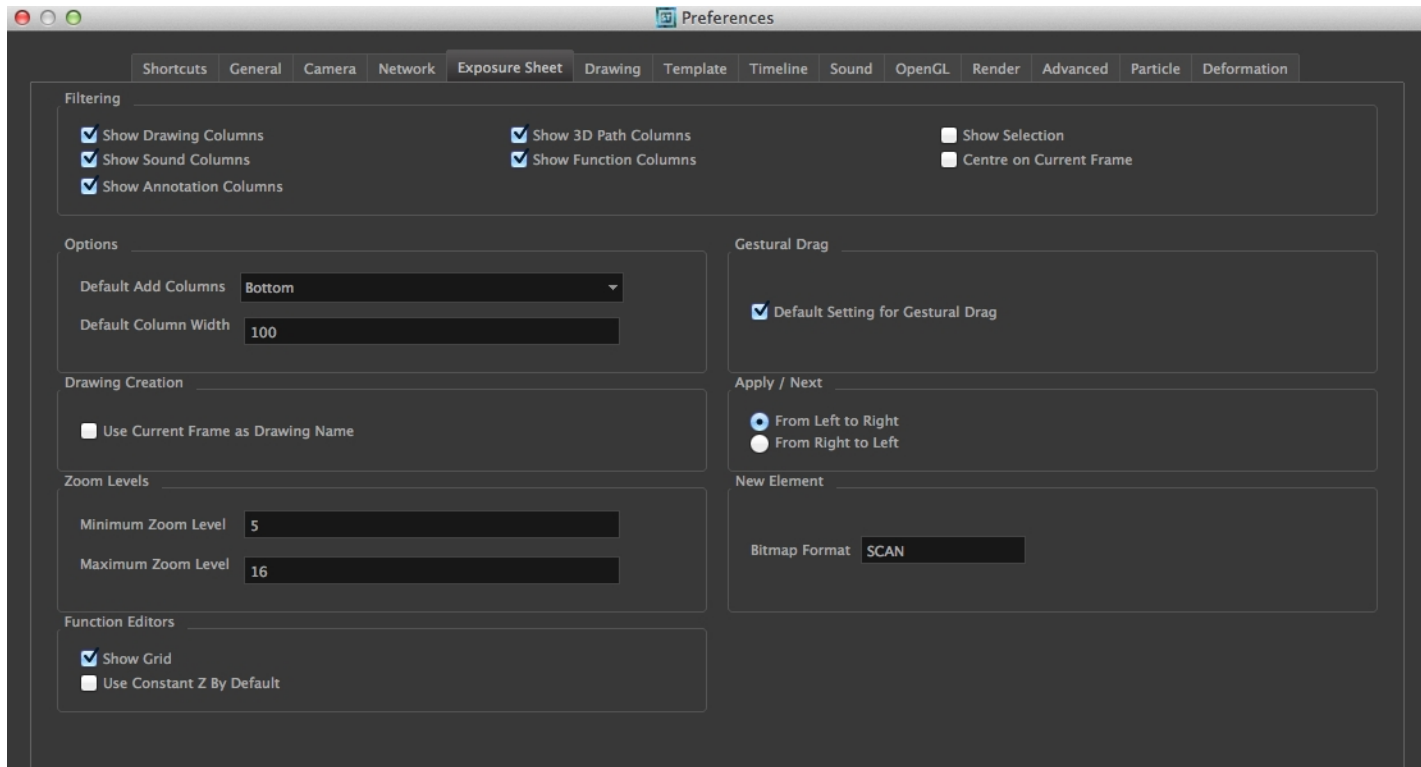 Preferences
Shortcuts General Camera Network Exposure Sheet Drawing Template Timeline Sound OpenGL Render Advanced Particle Deformation
Filtering
Show Drawing Columns
Show 3D Path Columns
Show Selection
Show Sound Columns
Show Function Columns
Centre on Current Frame
Show Annotation Columns
Options
Default Add Columns Bottom
Default Column Width 100
Gestural Drag
Default Setting for Gestural Drag
Drawing Creation
Use Current Frame as Drawing Name
Apply / Next
From Left to Right
From Right to Left
Zoom Levels
Minimum Zoom Level 5
Maximum Zoom Level 16
New Element
Bitmap Format SCAN
Function Editors
Show Grid
Use Constant Z By Default